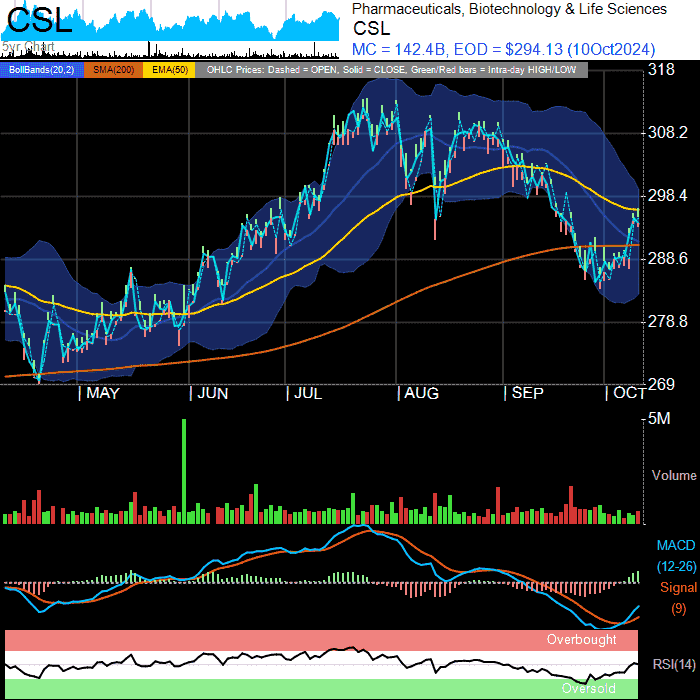 CSL
5yr Chart
Pharmaceuticals, Biotechnology & Life Sciences
CSL
MC = 142.4B, EOD = $294.13 (10Oct2024)
BollBands(20,2) SMA(200) EMA(50) OHLC Prices: Dashed = OPEN, Solid = CLOSE, Green/Red bars = Intra-day HIGH/LOW
318
308.2
298.4
288.6
278.8
269
| MAY | JUN | JUL | AUG | SEP | OCT
5M
Volume
MACD
(12-26)
Signal
(9)
Overbought
RSI(14)
Oversold